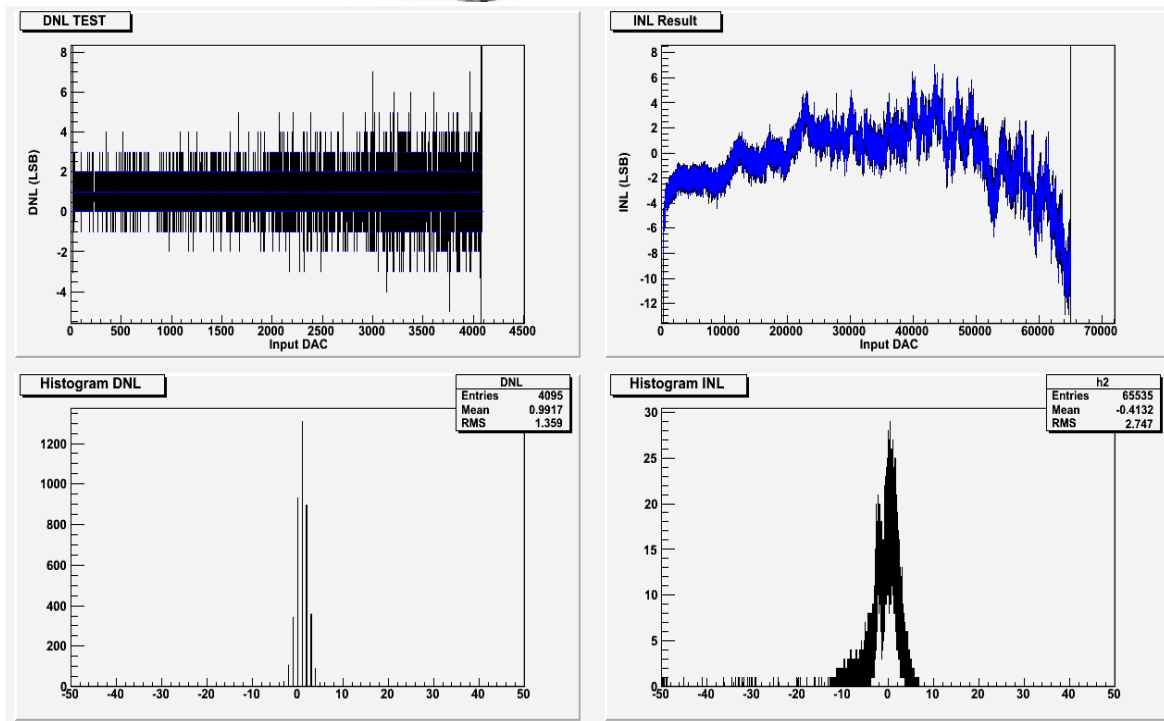 DNL TEST
DNL (LSB)
8
6
4
2
0
-2
-4
0 500 1000 1500 2000 2500 3000 3500 4000 4500
Input DAC
INL Result
INL (LSB)
8
6
4
2
0
-2
-4
-6
-8
-10
-12
0 10000 20000 30000 40000 50000 60000 70000
Input DAC
Histogram DNL
DNL
Entries 4095
Mean 0.9917
RMS 1.359
1200
1000
800
600
400
200
0
-50 -40 -30 -20 -10 0 10 20 30 40 50
Histogram INL
h2
Entries 65535
Mean -0.4132
RMS 2.747
30
25
20
15
10
5
0
-50 -40 -30 -20 -10 0 10 20 30 40 50